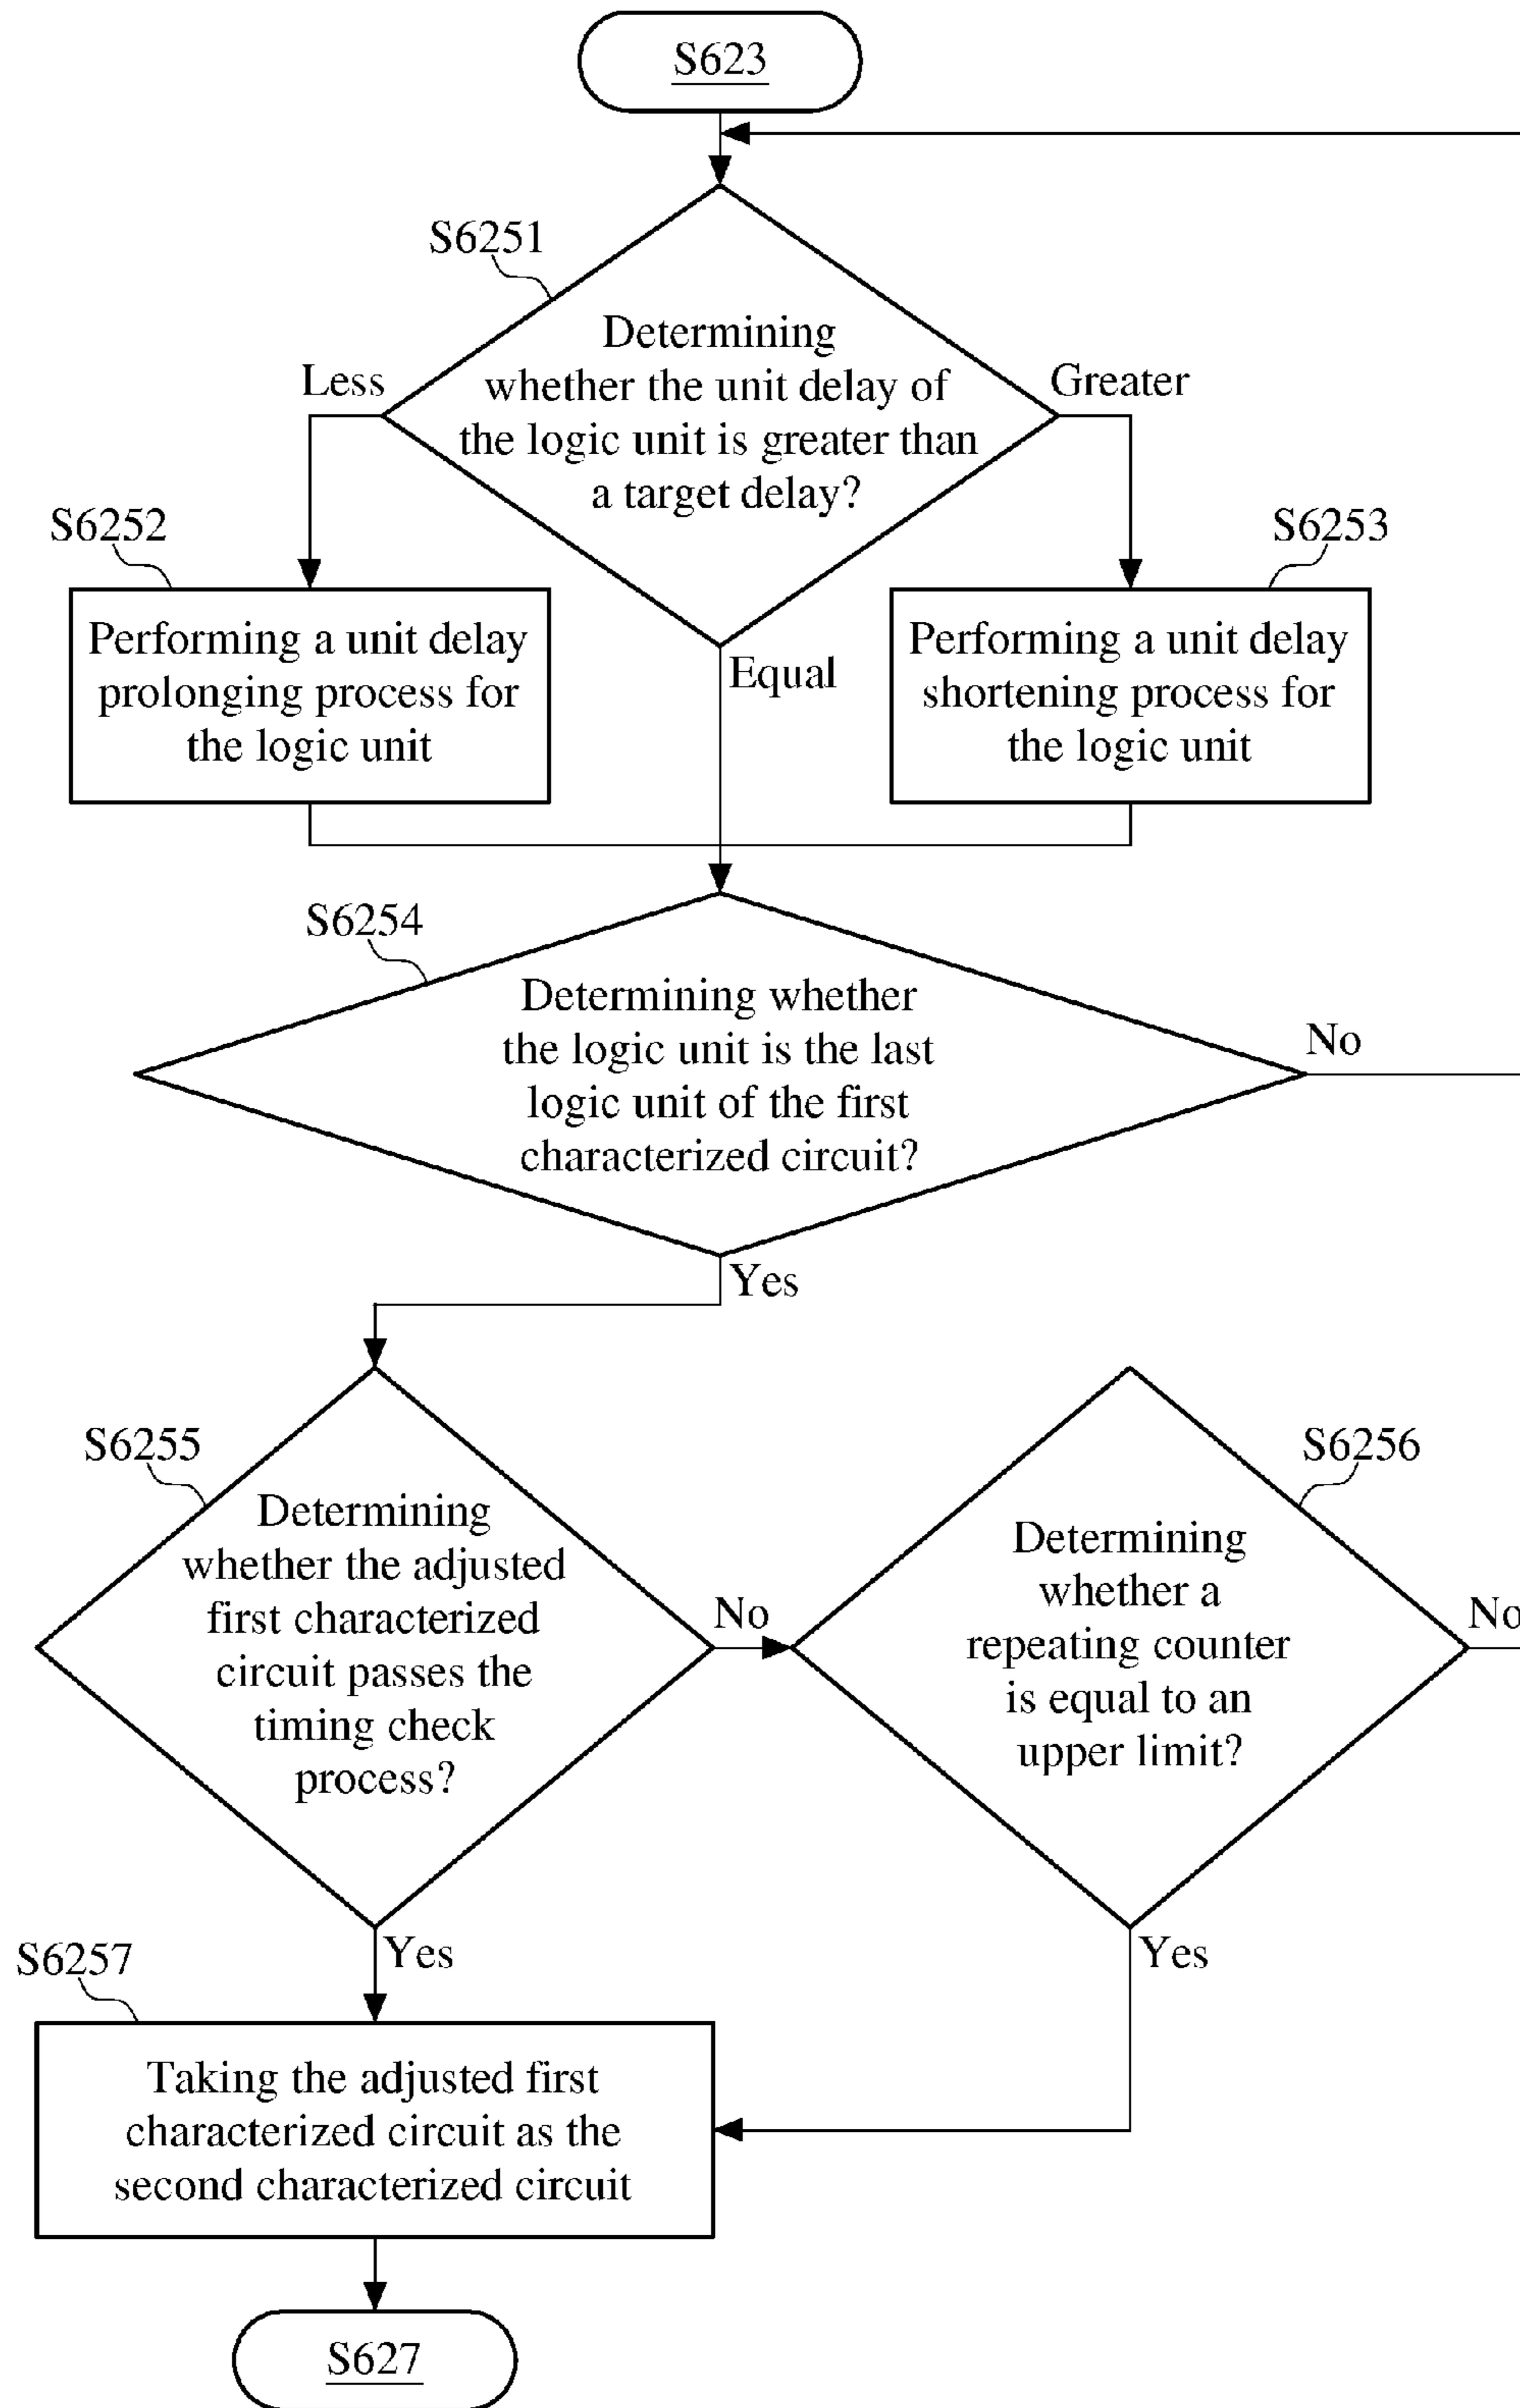 S623
S6251
Determining
whether the unit delay of
the logic unit is greater than
a target delay?
Less
Greater
Equal
S6252
Performing a unit delay
prolonging process for
the logic unit
S6253
Performing a unit delay
shortening process for
the logic unit
S6254
Determining whether
the logic unit is the last
logic unit of the first
characterized circuit?
No
Yes
S6255
Determining
whether the adjusted
first characterized
circuit passes the
timing check
process?
No
Yes
S6256
Determining
whether a
repeating counter
is equal to an
upper limit?
No
Yes
S6257
Taking the adjusted first
characterized circuit as the
second characterized circuit
S627